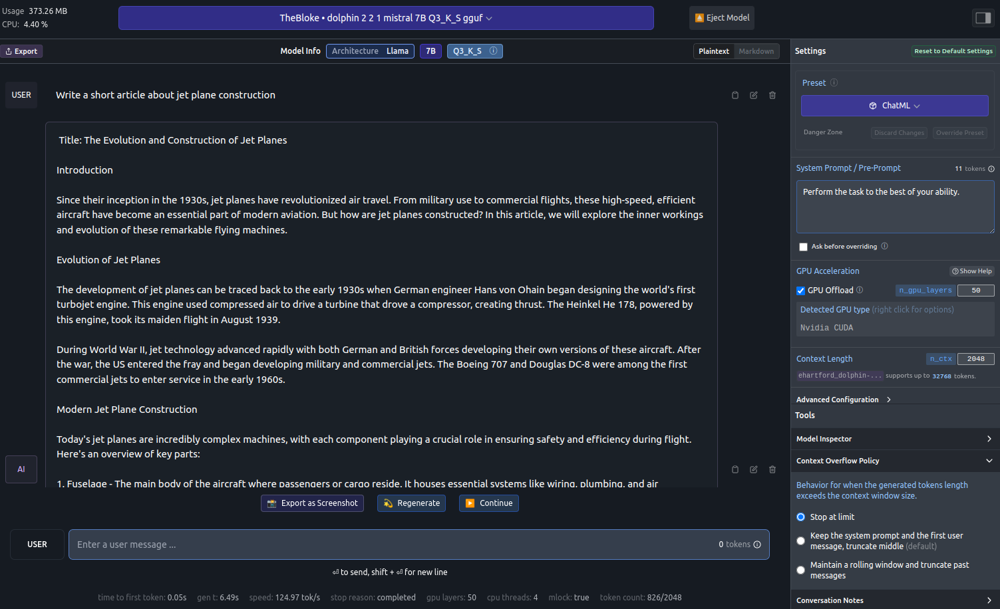 Usage 373.26 MB
CPU: 4.40 %
TheBloke • dolphin 2 2 1 mistral 7B Q3_K_S gguf
Eject Model
Export
Model Info Architecture Llama 7B Q3_K_S
Plaintext Markdown
USER
Write a short article about jet plane construction
Title: The Evolution and Construction of Jet Planes
Introduction
Since their inception in the 1930s, jet planes have revolutionized air travel. From military use to commercial flights, these high-speed, efficient
aircraft have become an essential part of modern aviation. But how are jet planes constructed? In this article, we will explore the inner workings
and evolution of these remarkable flying machines.
Evolution of Jet Planes
The development of jet planes can be traced back to the early 1930s when German engineer Hans von Ohain began designing the world's first
turbojet engine. This engine used compressed air to drive a turbine that drove a compressor, creating thrust. The Heinkel He 178, powered by
this engine, took its maiden flight in August 1939.
During World War II, jet technology advanced rapidly with both German and British forces developing their own versions of these aircraft. After
the war, the US entered the fray and began developing military and commercial jets. The Boeing 707 and Douglas DC-8 were among the first
commercial jets to enter service in the early 1960s.
Modern Jet Plane Construction
Today's jet planes are incredibly complex machines, with each component playing a crucial role in ensuring safety and efficiency during flight.
Here's an overview of key parts:
AI
1. Fuselage - The main body of the aircraft where passengers or cargo reside. It houses essential systems like wiring, plumbing, and air
Export as Screenshot
Regenerate
Continue
USER
Enter a user message ...
0 tokens
⏎ to send, shift + ⏎ for new line
time to first token: 0.05s gen t: 6.49s speed: 124.97 tok/s stop reason: completed gpu layers: 50 cpu threads: 4 mlock: true token count: 826/2048
Settings
Reset to Default Settings
Preset
ChatML
Danger Zone
Discard Changes
Override Preset
System Prompt / Pre-Prompt
11 tokens
Perform the task to the best of your ability.
Ask before overriding
GPU Acceleration
Show Help
GPU Offload
n_gpu_layers 50
Detected GPU type (right click for options)
Nvidia CUDA
Context Length
n_ctx 2048
ehartford_dolphin-... supports up to 32768 tokens.
Advanced Configuration
Tools
Model Inspector
Context Overflow Policy
Behavior for when the generated tokens length
exceeds the context window size.
Stop at limit
Keep the system prompt and the first user
message, truncate middle (default)
Maintain a rolling window and truncate past
messages
Conversation Notes